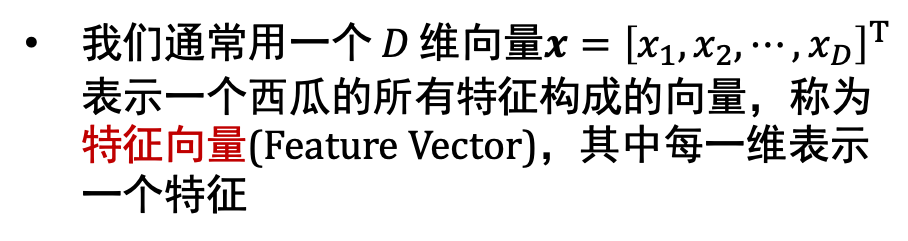 • 我们通常用一个 D 维向量x = [x₁, x₂, ⋯, x_D]ᵀ
表示一个西瓜的所有特征构成的向量，称为
特征向量(Feature Vector)，其中每一维表示
一个特征